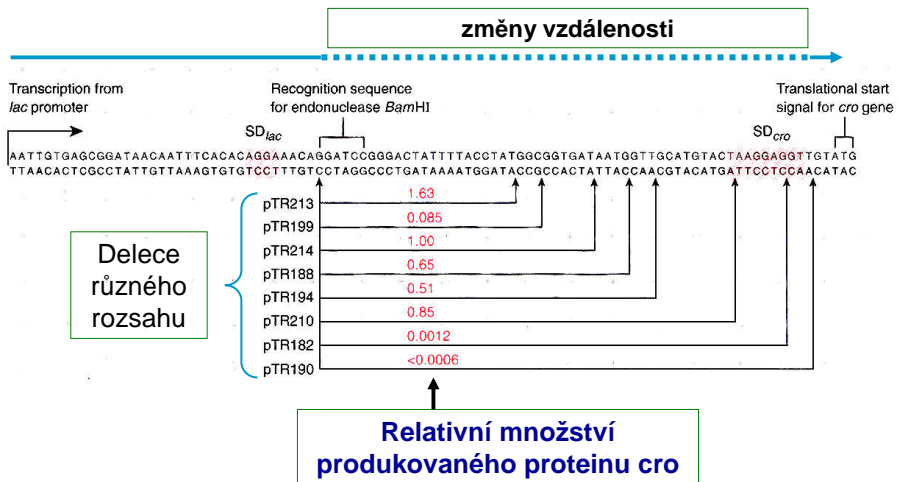 změny vzdálenosti
Transcription from
lac promoter
Recognition sequence
for endonuclease BamHI
Translational start
signal for cro gene
SDlac
SDcro
AATTGTGAGCGGATAACAATTTCACACAGGAAACAGGATCCGGGACTATTTTACCTATGGCGGTGATAATGGTTGCATGTACTAAGGAGGTTGTATG
TTAACACTCGCCTATTGTTAAAGTGTGTCCTTTGTCCTAGGCCCTGATAAAATGGATACCGCCACTATTACCAACGTACATGATTCCTCCAACATAC
pTR213 1.63
pTR199 0.085
pTR214 1.00
pTR188 0.65
pTR194 0.51
pTR210 0.85
pTR182 0.0012
pTR190 <0.0006
Delece
různého
rozsahu
Relativní množství
produkovaného proteinu cro